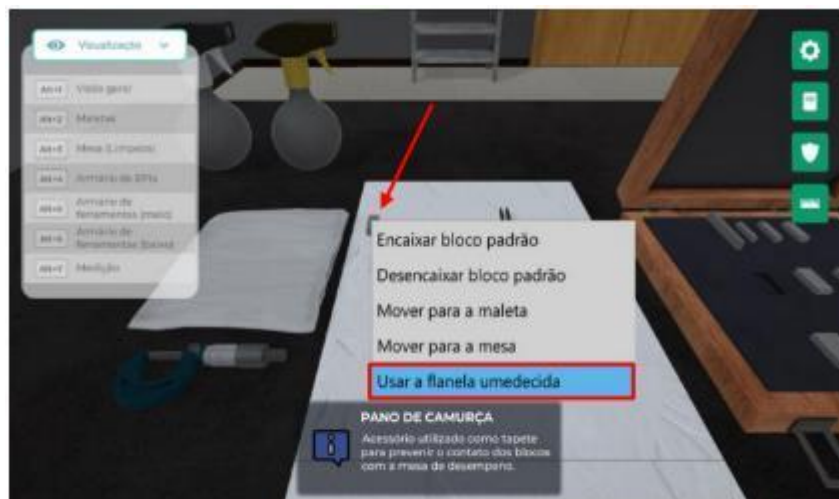 Visualização
Alt+1 Visão geral
Alt+2 Maletas
Alt+3 Mesa (Limpeza)
Alt+4 Armário de EPIs
Alt+5 Armário de
ferramentas (meio)
Alt+6 Armário de
ferramentas (baixo)
Alt+7 Medição
Encaixar bloco padrão
Desencaixar bloco padrão
Mover para a maleta
Mover para a mesa
Usar a flanela umedecida
PANO DE CAMURÇA
Acessório utilizado como tapete
para prevenir o contato dos blocos
com a mesa de desempeno.